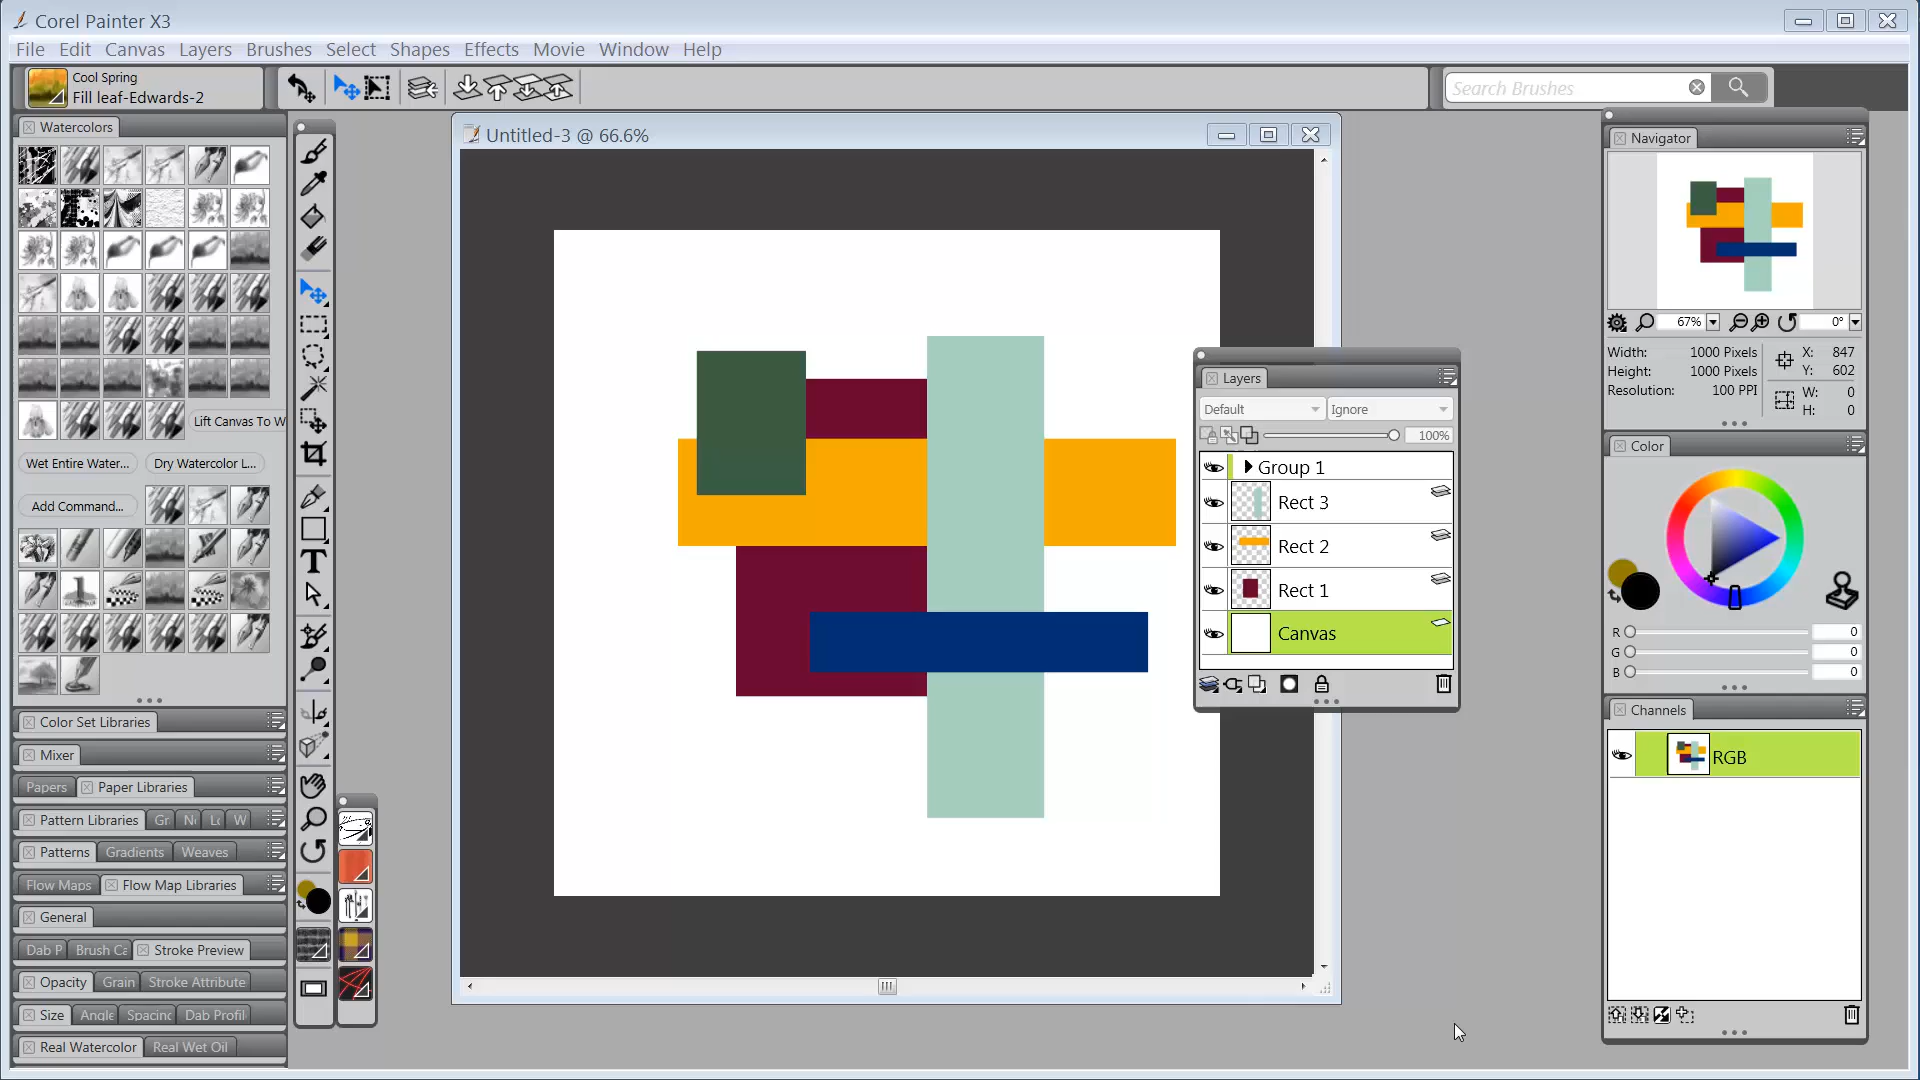 Corel Painter X3
File Edit Canvas Layers Brushes Select Shapes Effects Movie Window Help
Cool Spring
Fill leaf-Edwards-2
Search Brushes
Watercolors
Lift Canvas To W
Wet Entire Water...
Dry Watercolor L...
Add Command...
Color Set Libraries
Mixer
Papers Paper Libraries
Pattern Libraries Gr N L W
Patterns Gradients Weaves
Flow Maps Flow Map Libraries
General
Dab P Brush Ca Stroke Preview
Opacity Grain Stroke Attribute
Size Angle Spacing Dab Profil
Real Watercolor Real Wet Oil
T
Untitled-3 @ 66.6%
Layers
Default Ignore
100%
Group 1
Rect 3
Rect 2
Rect 1
Canvas
Navigator
67% 0°
Width: 1000 Pixels X: 847
Height: 1000 Pixels Y: 602
Resolution: 100 PPI W: 0
H: 0
Color
R 0
G 0
B 0
Channels
RGB